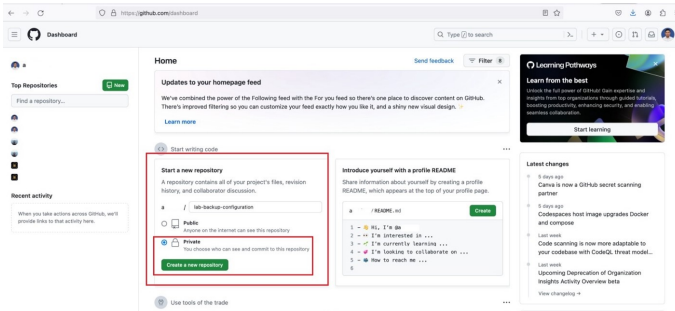 https://github.com/dashboard
Dashboard
Type / to search
a
Top Repositories
New
Find a repository...
Recent activity
When you take actions across GitHub, we'll
provide links to that activity here.
Home
Send feedback
Filter 8
Updates to your homepage feed
We've combined the power of the Following feed with the For you feed so there's one place to discover content on GitHub.
There's improved filtering so you can customize your feed exactly how you like it, and a shiny new visual design.
Learn more
Start writing code
Start a new repository
A repository contains all of your project's files, revision
history, and collaborator discussion.
a / lab-backup-configuration
Public
Anyone on the internet can see this repository
Private
You choose who can see and commit to this repository
Create a new repository
Introduce yourself with a profile README
Share information about yourself by creating a profile
README, which appears at the top of your profile page.
a / README.md
Create
1 - 👋 Hi, I'm @a
2 - 👀 I'm interested in ...
3 - 🌱 I'm currently learning ...
4 - 💞 I'm looking to collaborate on ...
5 - 📫 How to reach me ...
6
Use tools of the trade
Learning Pathways
Learn from the best
Unlock the full power of GitHub! Gain expertise and
insights from top organizations through guided tutorials,
boosting productivity, enhancing security, and enabling
seamless collaboration.
Start learning
Latest changes
5 days ago
Canva is now a GitHub secret scanning
partner
5 days ago
Codespaces host image upgrades Docker
and compose
Last week
Code scanning is now more adaptable to
your codebase with CodeQL threat model...
Last week
Upcoming Deprecation of Organization
Insights Activity Overview beta
View changelog →